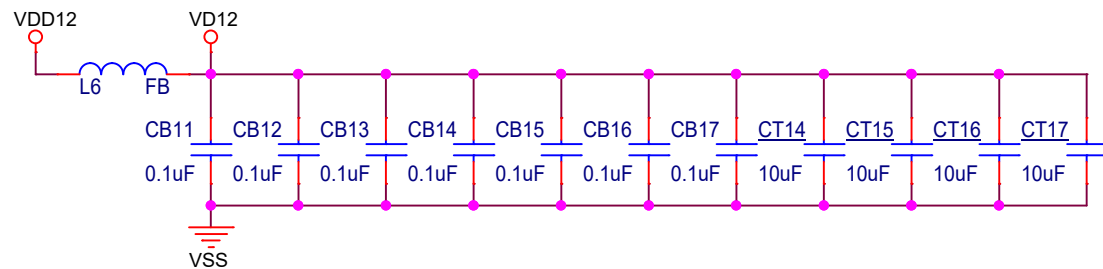 VDD12 VD12
L6 FB
CB11 CB12 CB13 CB14 CB15 CB16 CB17 CT14 CT15 CT16 CT17
0.1uF 0.1uF 0.1uF 0.1uF 0.1uF 0.1uF 0.1uF 10uF 10uF 10uF 10uF
VSS